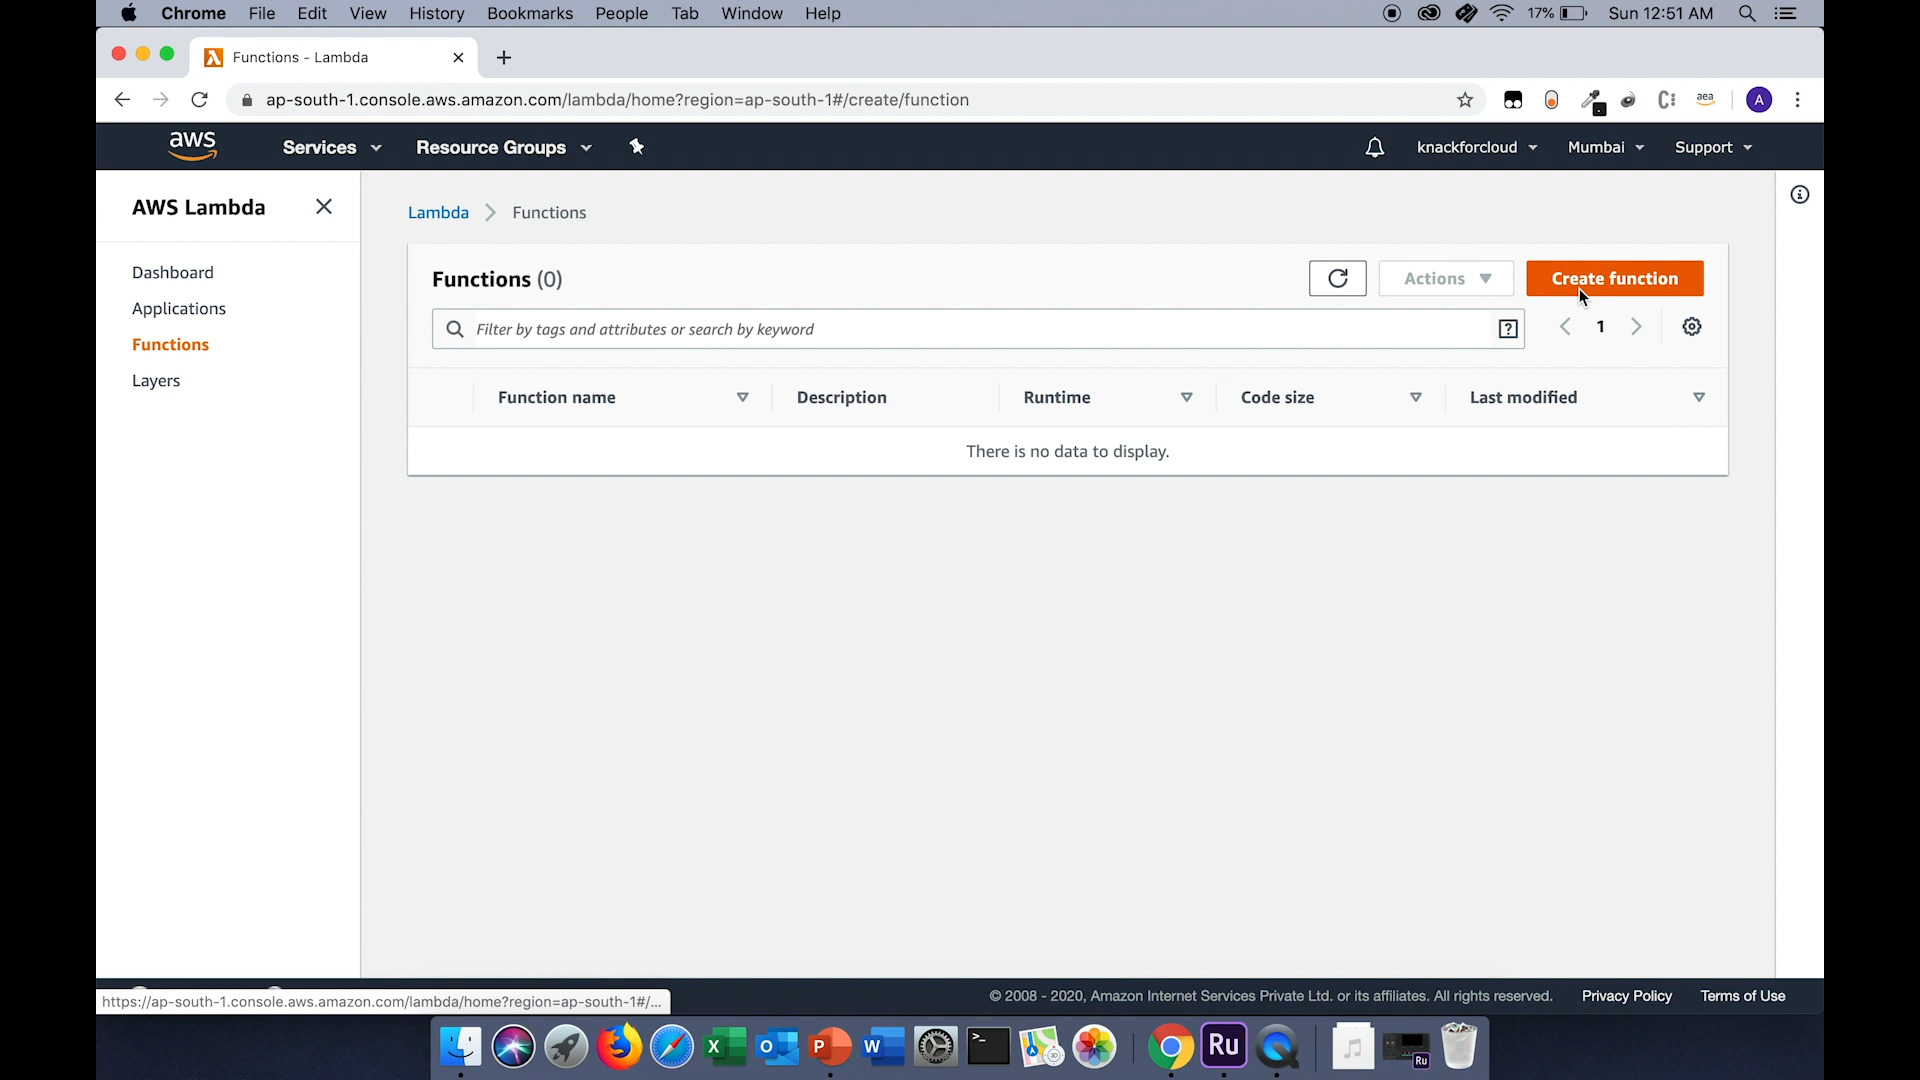 Chrome File Edit View History Bookmarks People Tab Window Help 17% Sun 12:51 AM
Functions - Lambda
ap-south-1.console.aws.amazon.com/lambda/home?region=ap-south-1#/create/function
C aea A
aws Services Resource Groups knackforcloud Mumbai Support
AWS Lambda
Dashboard
Applications
Functions
Layers
Lambda > Functions
Functions (0) Actions Create function
Filter by tags and attributes or search by keyword ? < 1 >
Function name Description Runtime Code size Last modified
There is no data to display.
https://ap-south-1.console.aws.amazon.com/lambda/home?region=ap-south-1#/...
© 2008 - 2020, Amazon Internet Services Private Ltd. or its affiliates. All rights reserved. Privacy Policy Terms of Use
X O P W >_ 3D Ru Ru